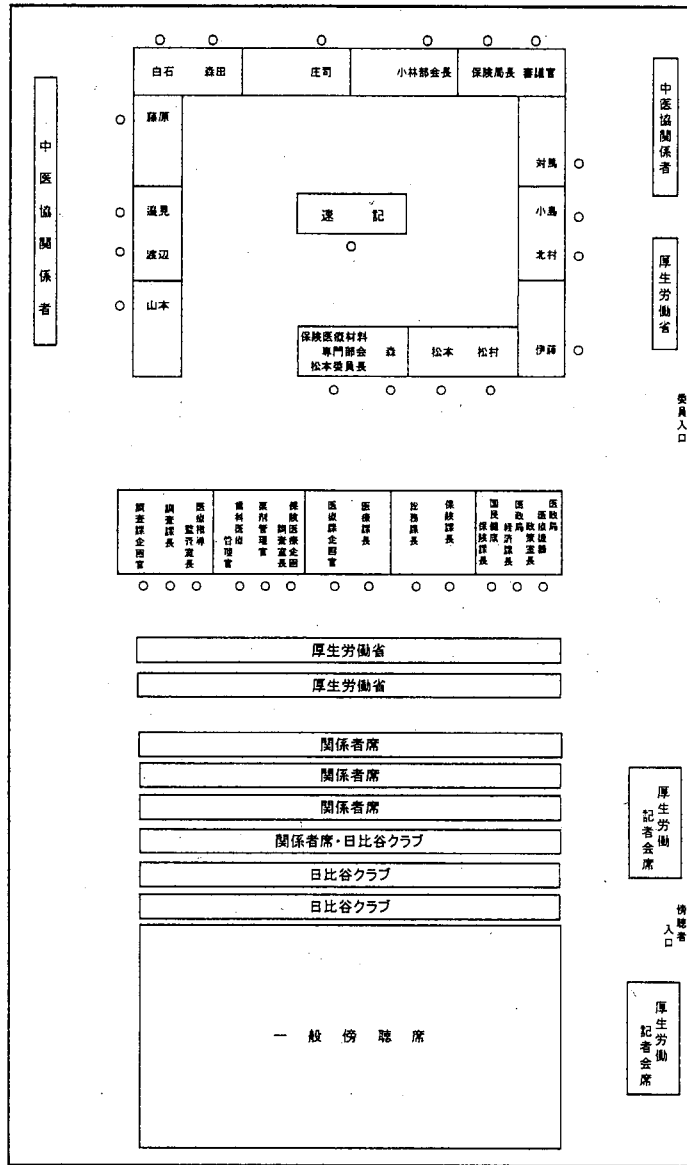 白石 森田 庄司 小林部会長 保険局長 審議官
中医協関係者
藤原
渥見
渡辺
山本
速記
対馬
小島
北村
伊藤
中医協関係者
厚生労働省
委員入口
保険医療材料
専門部会
松本委員長
森 松本 松村
調査課企画官
調査課長
医療指導
監査室長
歯科医療
管理官
薬剤管理官
保険医療企画
調査室長
医療課企画官
医療課長
総務課長
保険課長
国民健康
保険課長
医政局
経済課長
医政局
医療機器
政策室長
厚生労働省
厚生労働省
関係者席
関係者席
関係者席
関係者席・日比谷クラブ
日比谷クラブ
日比谷クラブ
厚生労働
記者会席
傍聴者
入口
一般傍聴席
厚生労働
記者会席